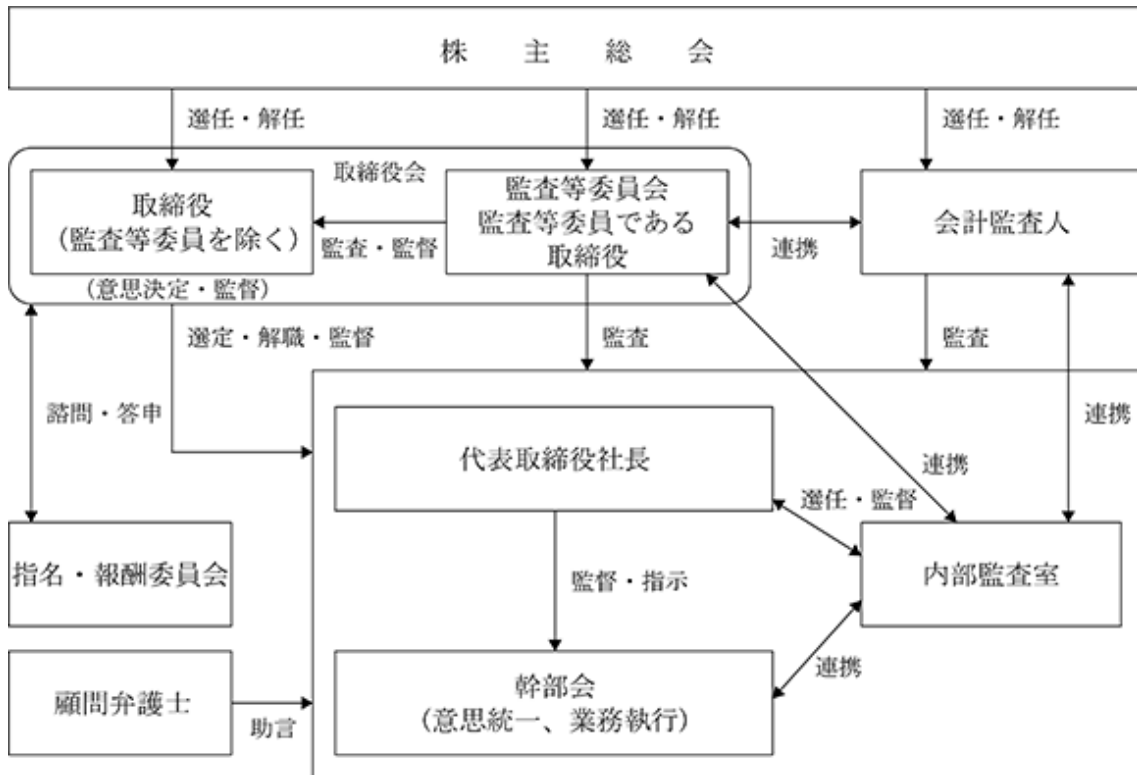 株主総会
選任・解任
選任・解任
選任・解任
取締役会
取締役
(監査等委員を除く)
監査・監督
監査等委員会
監査等委員である
取締役
連携
会計監査人
(意思決定・監督)
選定・解職・監督
監査
監査
諮問・答申
代表取締役社長
連携
連携
選任・監督
指名・報酬委員会
監督・指示
内部監査室
連携
顧問弁護士
助言
幹部会
(意思統一、業務執行)